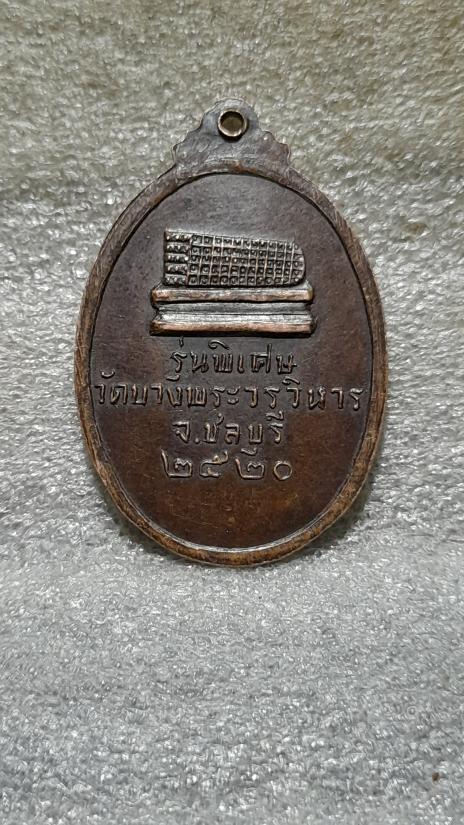 รุ่นพิเศษ
วัดบางพระวรวิหาร
จ.ชลบุรี
๒๕๒๐